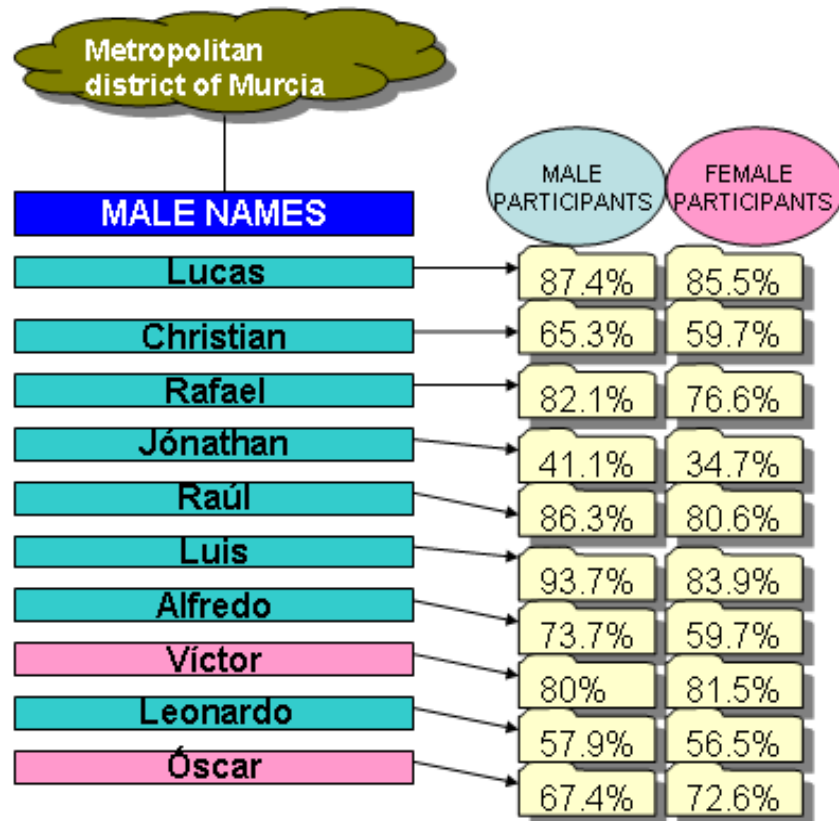 Metropolitan
district of Murcia
MALE FEMALE
PARTICIPANTS PARTICIPANTS
MALE NAMES
Lucas 87.4% 85.5%
Christian 65.3% 59.7%
Rafael 82.1% 76.6%
Jónathan 41.1% 34.7%
Raúl 86.3% 80.6%
Luis 93.7% 83.9%
Alfredo 73.7% 59.7%
Víctor 80% 81.5%
Leonardo 57.9% 56.5%
Óscar 67.4% 72.6%